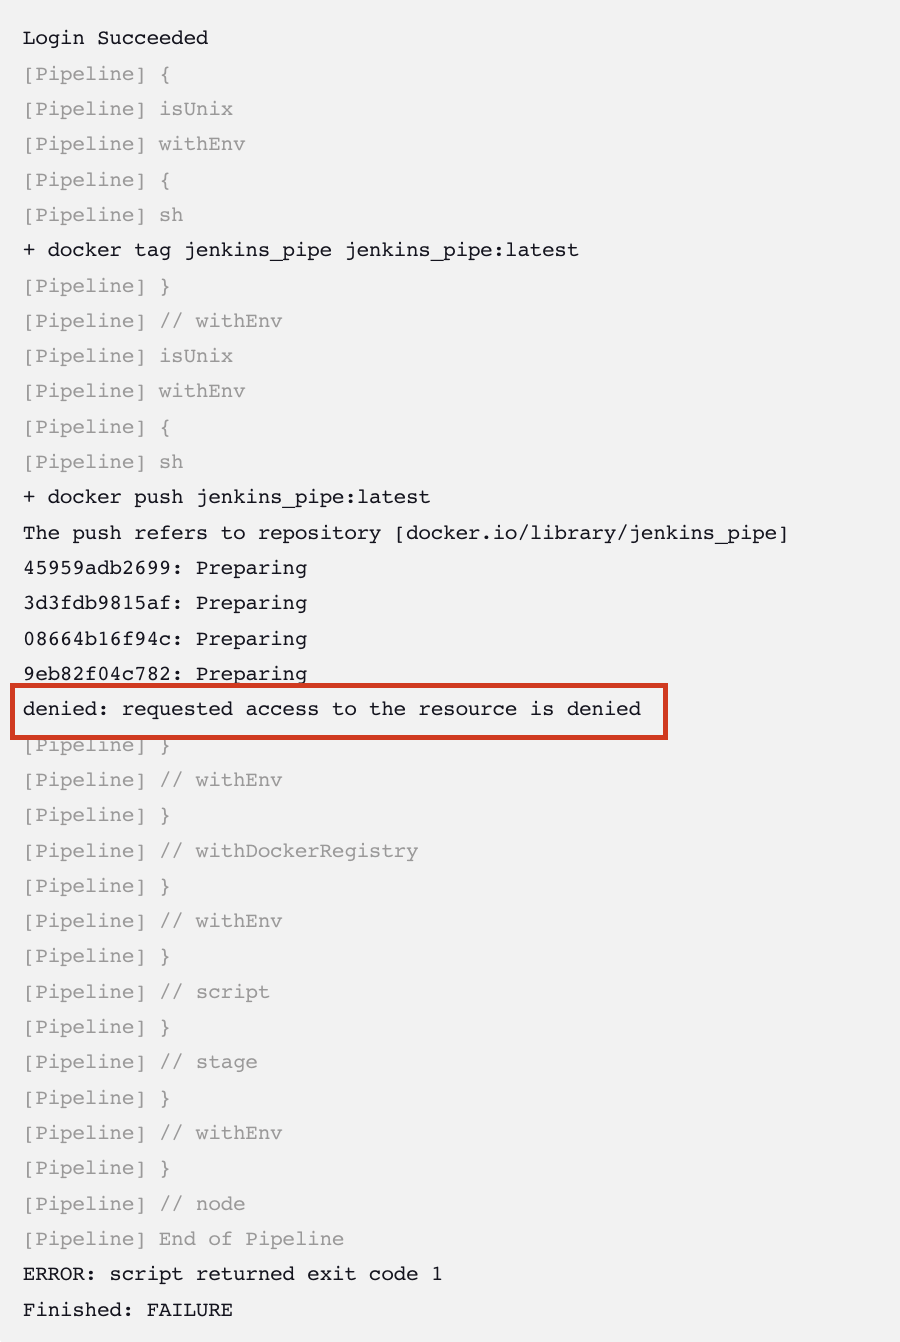 Login Succeeded
[Pipeline] {
[Pipeline] isUnix
[Pipeline] withEnv
[Pipeline] {
[Pipeline] sh
+ docker tag jenkins_pipe jenkins_pipe:latest
[Pipeline] }
[Pipeline] // withEnv
[Pipeline] isUnix
[Pipeline] withEnv
[Pipeline] {
[Pipeline] sh
+ docker push jenkins_pipe:latest
The push refers to repository [docker.io/library/jenkins_pipe]
45959adb2699: Preparing
3d3fdb9815af: Preparing
08664b16f94c: Preparing
9eb82f04c782: Preparing
denied: requested access to the resource is denied
[Pipeline] }
[Pipeline] // withEnv
[Pipeline] }
[Pipeline] // withDockerRegistry
[Pipeline] }
[Pipeline] // withEnv
[Pipeline] }
[Pipeline] // script
[Pipeline] }
[Pipeline] // stage
[Pipeline] }
[Pipeline] // withEnv
[Pipeline] }
[Pipeline] // node
[Pipeline] End of Pipeline
ERROR: script returned exit code 1
Finished: FAILURE